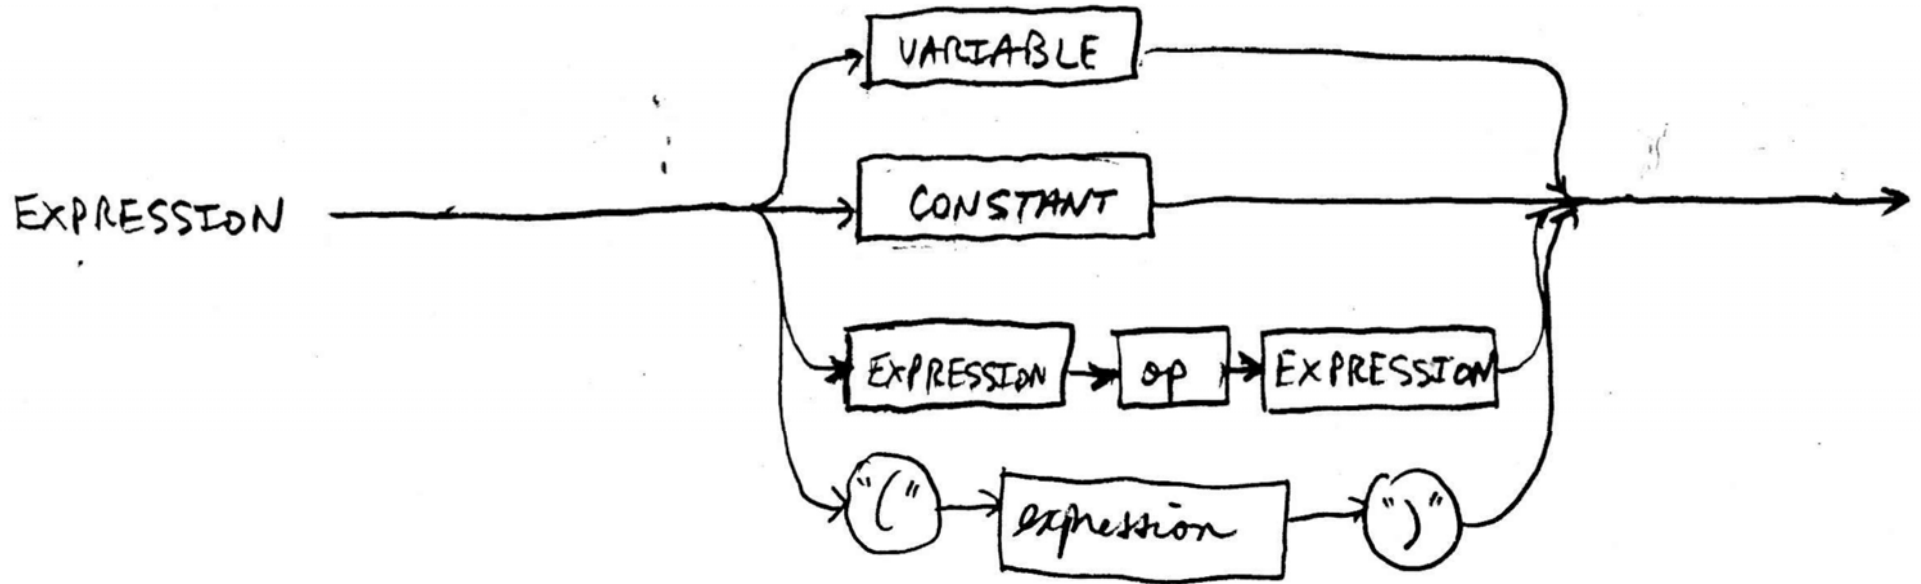 VARIABLE
EXPRESSION
CONSTANT
EXPRESSION op EXPRESSION
"(" expression ")"